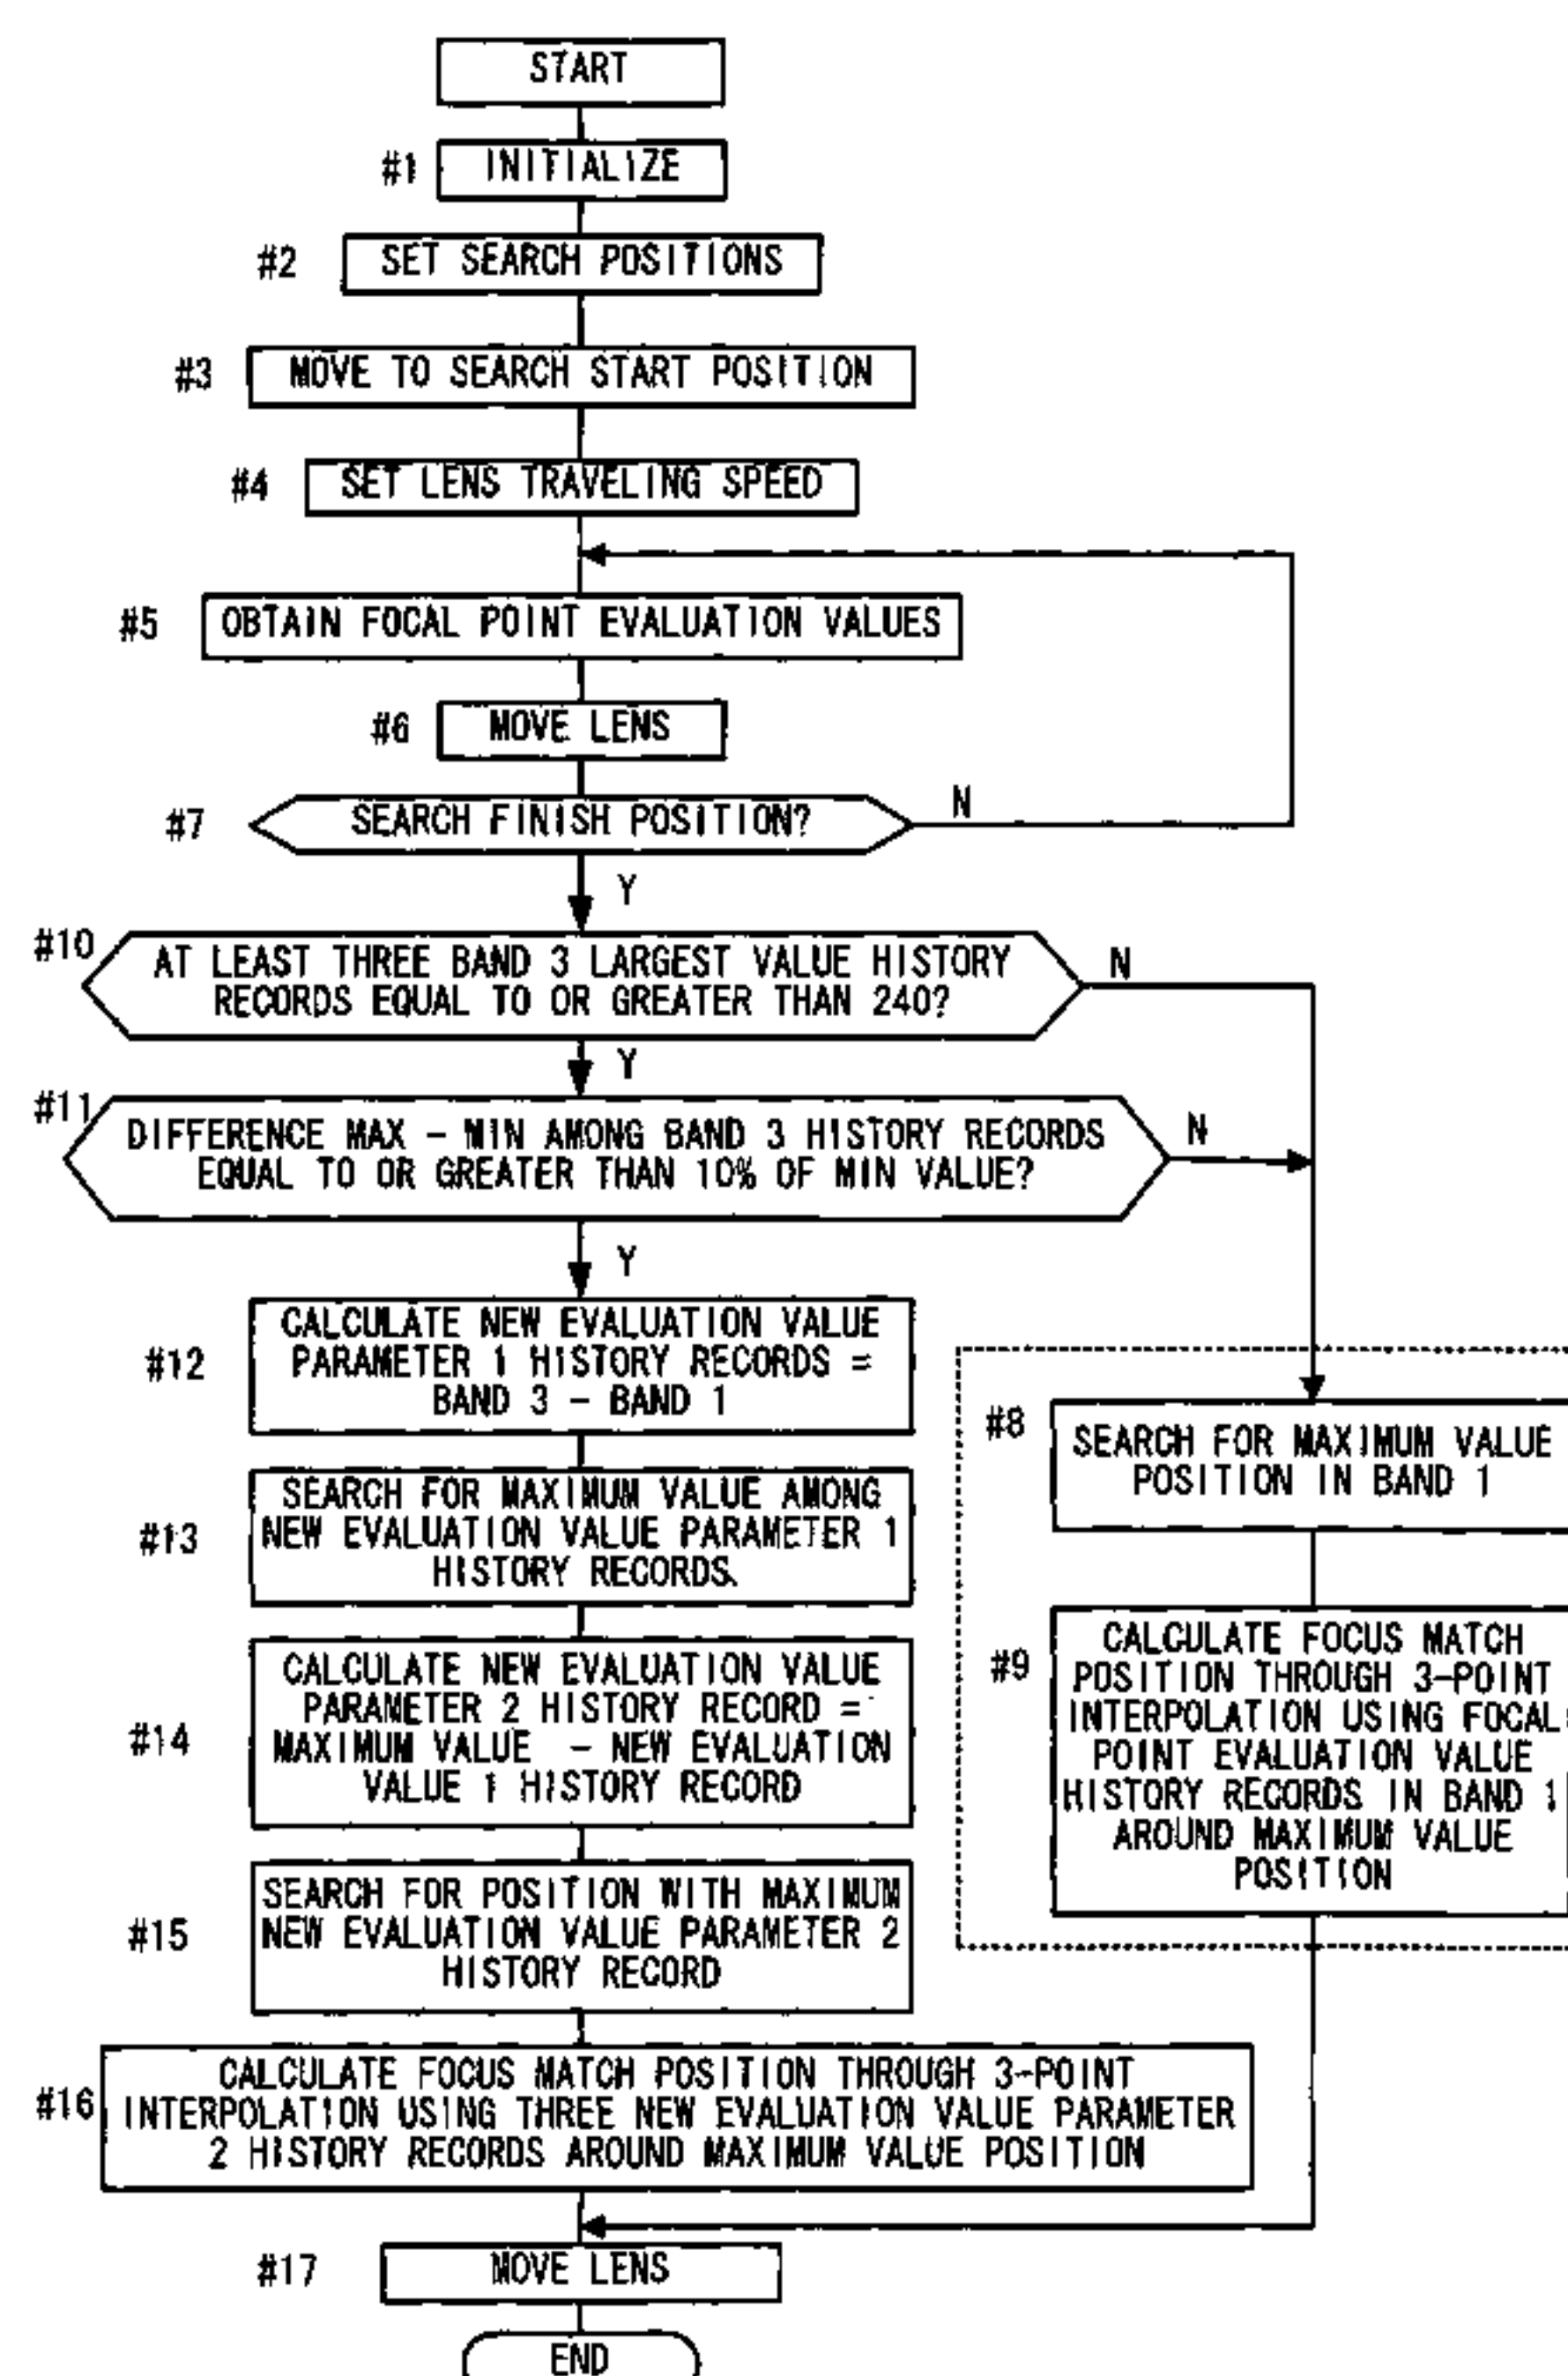 START
#1
INITIALIZE
#2
SET SEARCH POSITIONS
#3
MOVE TO SEARCH START POSITION
#4
SET LENS TRAVELING SPEED
#5
OBTAIN FOCAL POINT EVALUATION VALUES
#6
MOVE LENS
#7
SEARCH FINISH POSITION?
N
Y
#10
AT LEAST THREE BAND 3 LARGEST VALUE HISTORY
RECORDS EQUAL TO OR GREATER THAN 240?
N
Y
#11
DIFFERENCE MAX - MIN AMONG BAND 3 HISTORY RECORDS
EQUAL TO OR GREATER THAN 10% OF MIN VALUE?
N
Y
#12
CALCULATE NEW EVALUATION VALUE
PARAMETER 1 HISTORY RECORDS =
BAND 3 - BAND 1
#13
SEARCH FOR MAXIMUM VALUE AMONG
NEW EVALUATION VALUE PARAMETER 1
HISTORY RECORDS.
#14
CALCULATE NEW EVALUATION VALUE
PARAMETER 2 HISTORY RECORD =
MAXIMUM VALUE - NEW EVALUATION
VALUE 1 HISTORY RECORD
#15
SEARCH FOR POSITION WITH MAXIMUM
NEW EVALUATION VALUE PARAMETER 2
HISTORY RECORD
#8
SEARCH FOR MAXIMUM VALUE
POSITION IN BAND 1
#9
CALCULATE FOCUS MATCH
POSITION THROUGH 3-POINT
INTERPOLATION USING FOCAL
POINT EVALUATION VALUE
HISTORY RECORDS IN BAND 1
AROUND MAXIMUM VALUE
POSITION
#16
CALCULATE FOCUS MATCH POSITION THROUGH 3-POINT
INTERPOLATION USING THREE NEW EVALUATION VALUE PARAMETER
2 HISTORY RECORDS AROUND MAXIMUM VALUE POSITION
#17
MOVE LENS
END